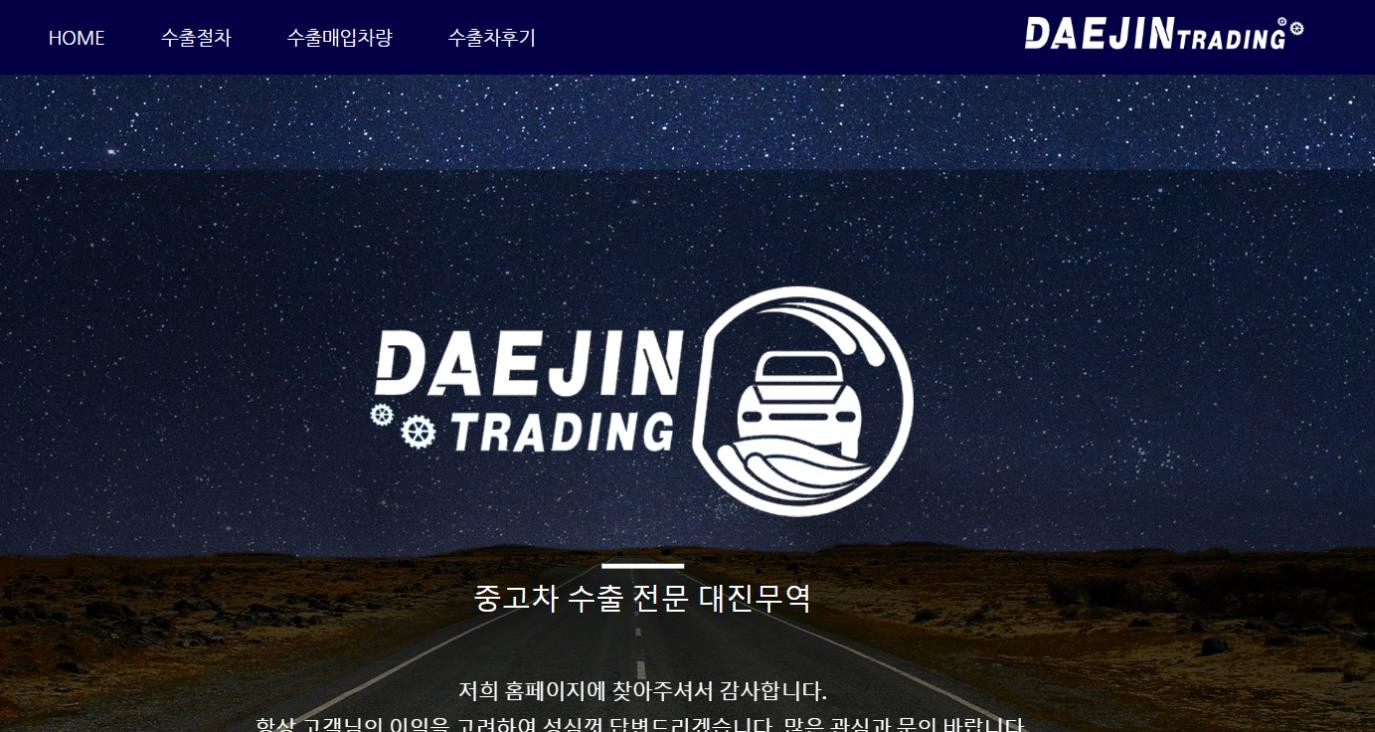 HOME 수출절차 수출매입차량 수출차후기 DAEJIN TRADING
DAEJIN
TRADING
중고차 수출 전문 대진무역
저희 홈페이지에 찾아주셔서 감사합니다.
항상 고객님의 이익을 고려하여 성심껏 답변드리겠습니다. 많은 관심과 문의 바랍니다.